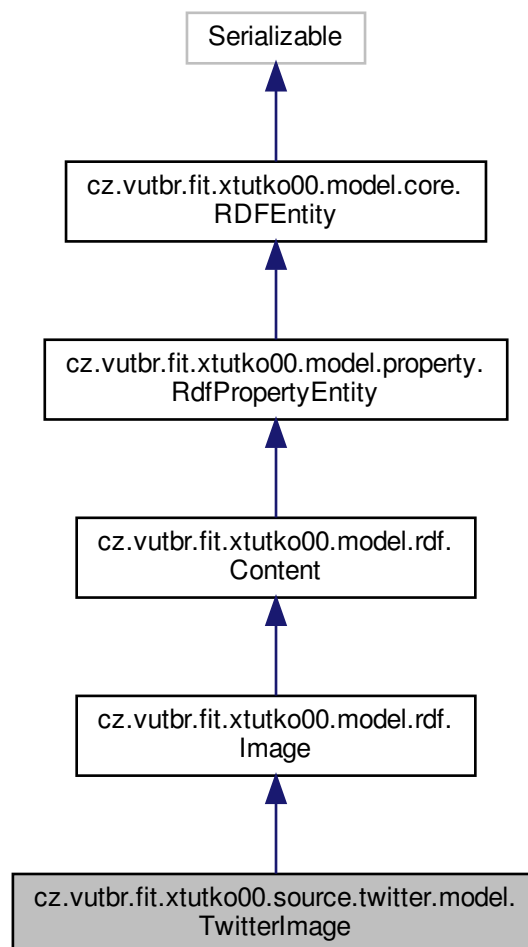 Serializable
cz.vutbr.fit.xtutko00.model.core.
RDFEntity
cz.vutbr.fit.xtutko00.model.property.
RdfPropertyEntity
cz.vutbr.fit.xtutko00.model.rdf.
Content
cz.vutbr.fit.xtutko00.model.rdf.
Image
cz.vutbr.fit.xtutko00.source.twitter.model.
TwitterImage